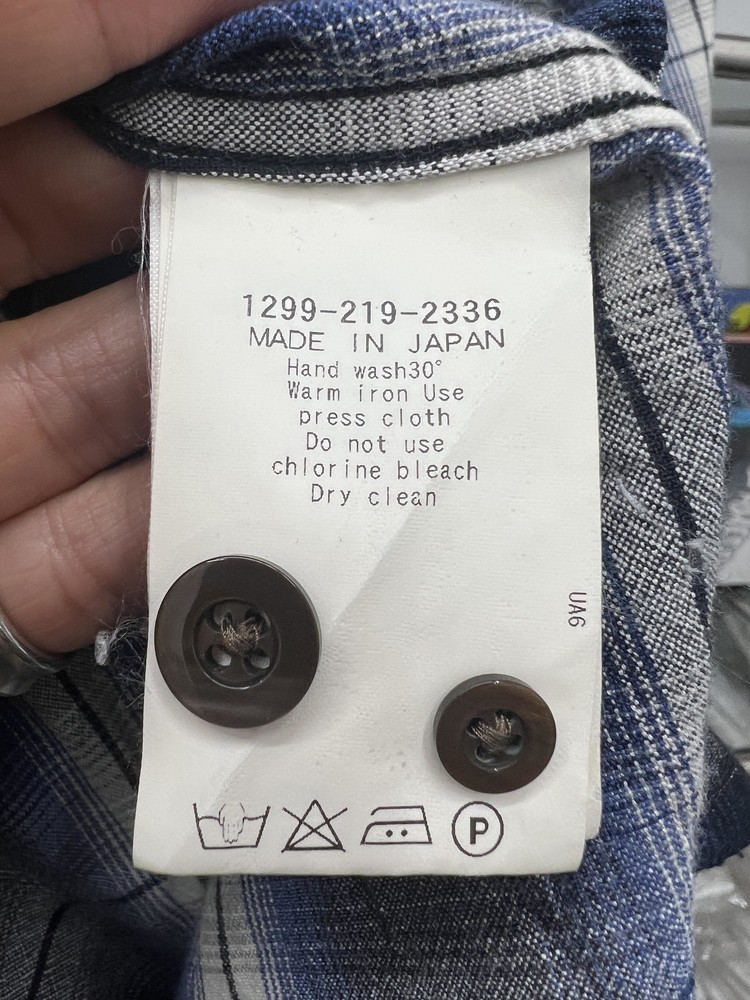 1299-219-2336
MADE IN JAPAN
Hand wash30°
Warm iron Use
press cloth
Do not use
chlorine bleach
Dry clean
UA6
P